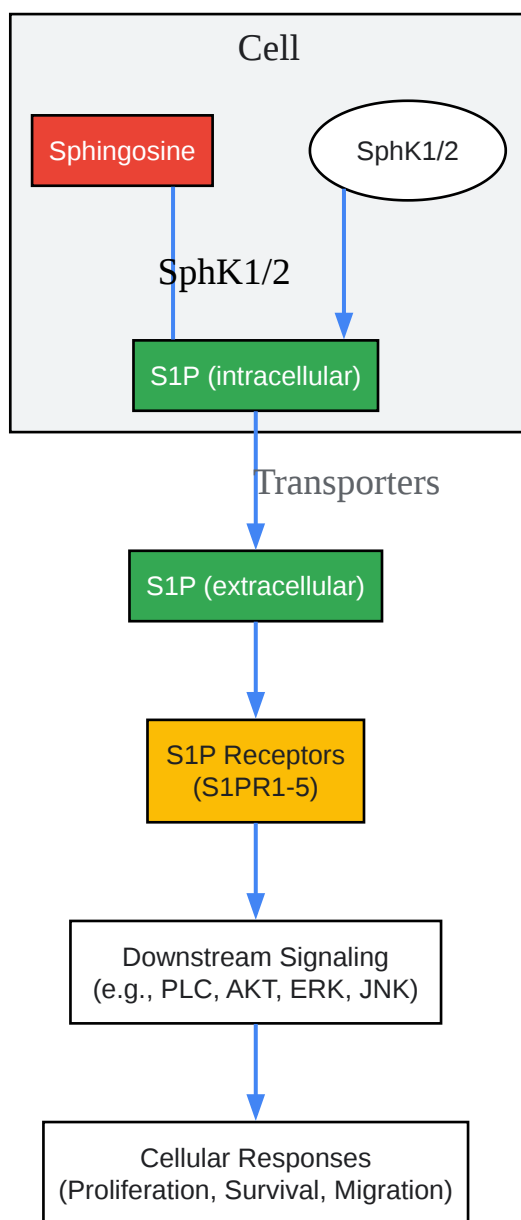 Cell
Sphingosine
SphK1/2
SphK1/2
S1P (intracellular)
Transporters
S1P (extracellular)
S1P Receptors
(S1PR1-5)
Downstream Signaling
(e.g., PLC, AKT, ERK, JNK)
Cellular Responses
(Proliferation, Survival, Migration)